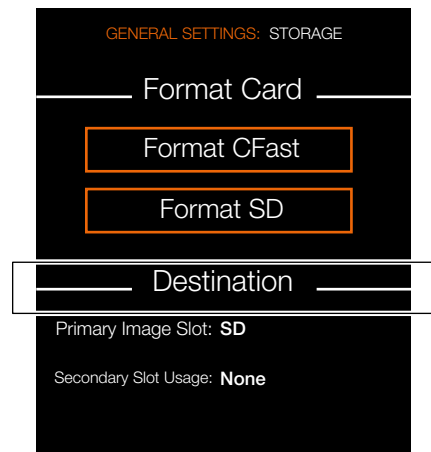 GENERAL SETTINGS: STORAGE
Format Card
Format CFast
Format SD
Destination
Primary Image Slot: SD
Secondary Slot Usage: None